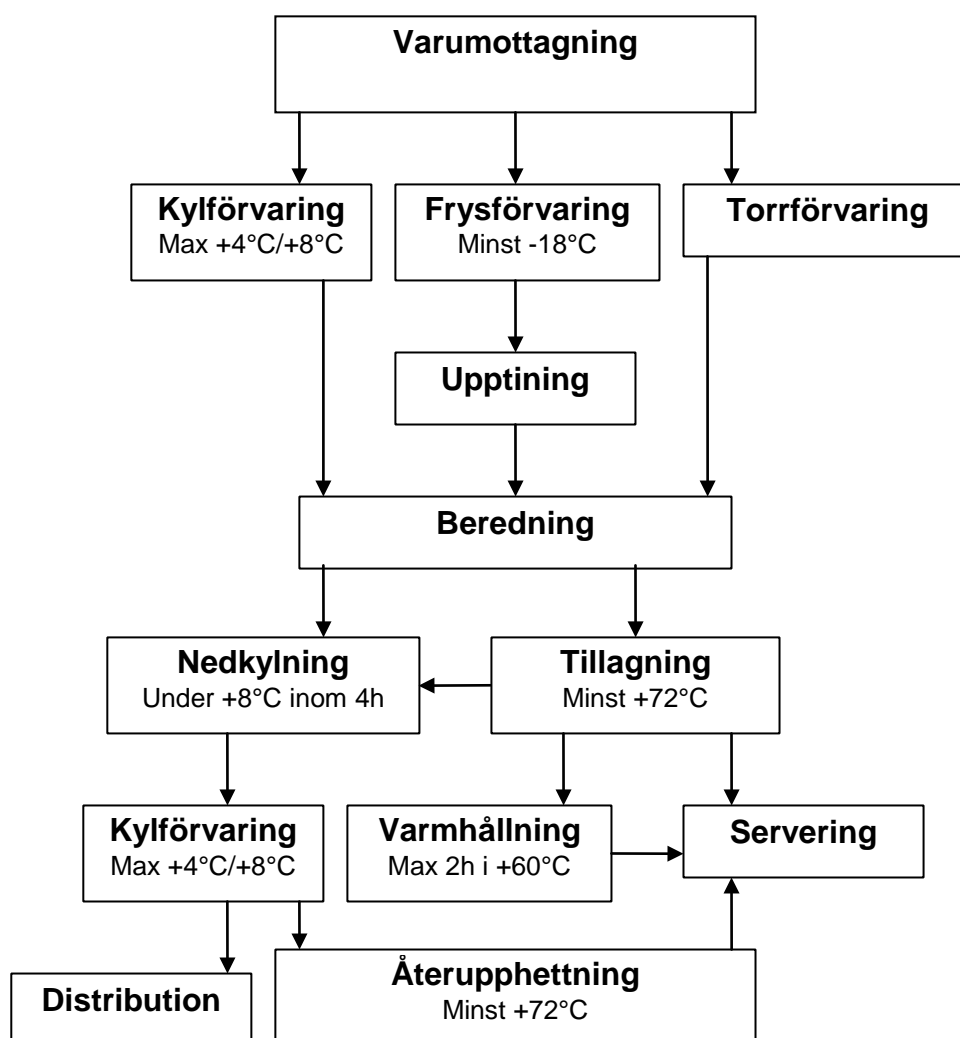 Varumottagning
Kylförvaring
Max +4°C/+8°C
Frysförvaring
Minst -18°C
Torrförvaring
Upptining
Beredning
Nedkylning
Under +8°C inom 4h
Tillagning
Minst +72°C
Kylförvaring
Max +4°C/+8°C
Varmhållning
Max 2h i +60°C
Servering
Distribution
Återupphettning
Minst +72°C